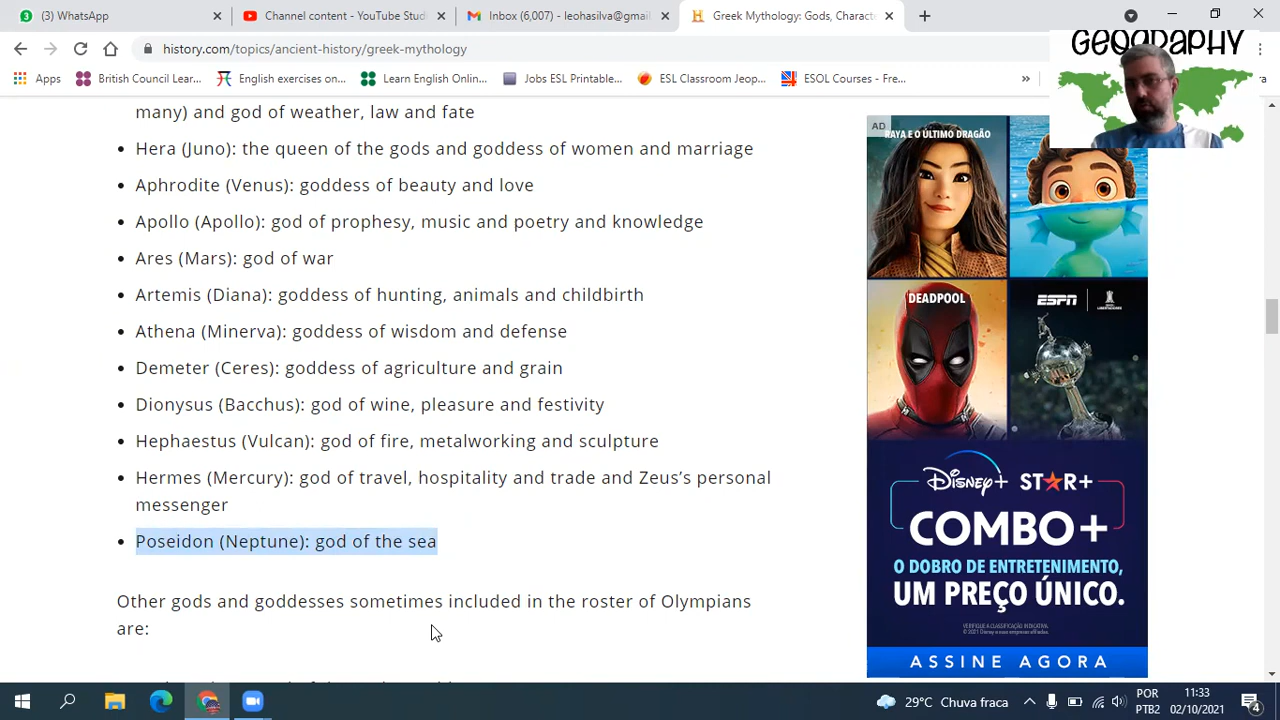 (3) WhatsApp
Channel content - YouTube Stud
Inbox (6,007) - leohasilva@gmail
Greek Mythology: Gods, Charact
history.com/topics/ancient-history/greek-mythology
GEOGRAPHY
Apps
British Council Lear...
English exercises on...
Learn English Onlin...
Jobs ESL Printable...
ESL Classroom Jeop...
ESOL Courses - Fre...
»
many) and god of weather, law and fate
• Hera (Juno): the queen of the gods and goddess of women and marriage
• Aphrodite (Venus): goddess of beauty and love
• Apollo (Apollo): god of prophesy, music and poetry and knowledge
• Ares (Mars): god of war
• Artemis (Diana): goddess of hunting, animals and childbirth
• Athena (Minerva): goddess of wisdom and defense
• Demeter (Ceres): goddess of agriculture and grain
• Dionysus (Bacchus): god of wine, pleasure and festivity
• Hephaestus (Vulcan): god of fire, metalworking and sculpture
• Hermes (Mercury): god of travel, hospitality and trade and Zeus's personal
messenger
• Poseidon (Neptune): god of the sea
Other gods and goddesses sometimes included in the roster of Olympians
are:
AD
RAYA E O ÚLTIMO DRAGÃO
DEADPOOL
ESPN
Disney+ STAR+
COMBO+
O DOBRO DE ENTRETENIMENTO,
UM PREÇO ÚNICO.
ASSINE AGORA
29°C Chuva fraca
POR
PTB2
11:33
02/10/2021
4